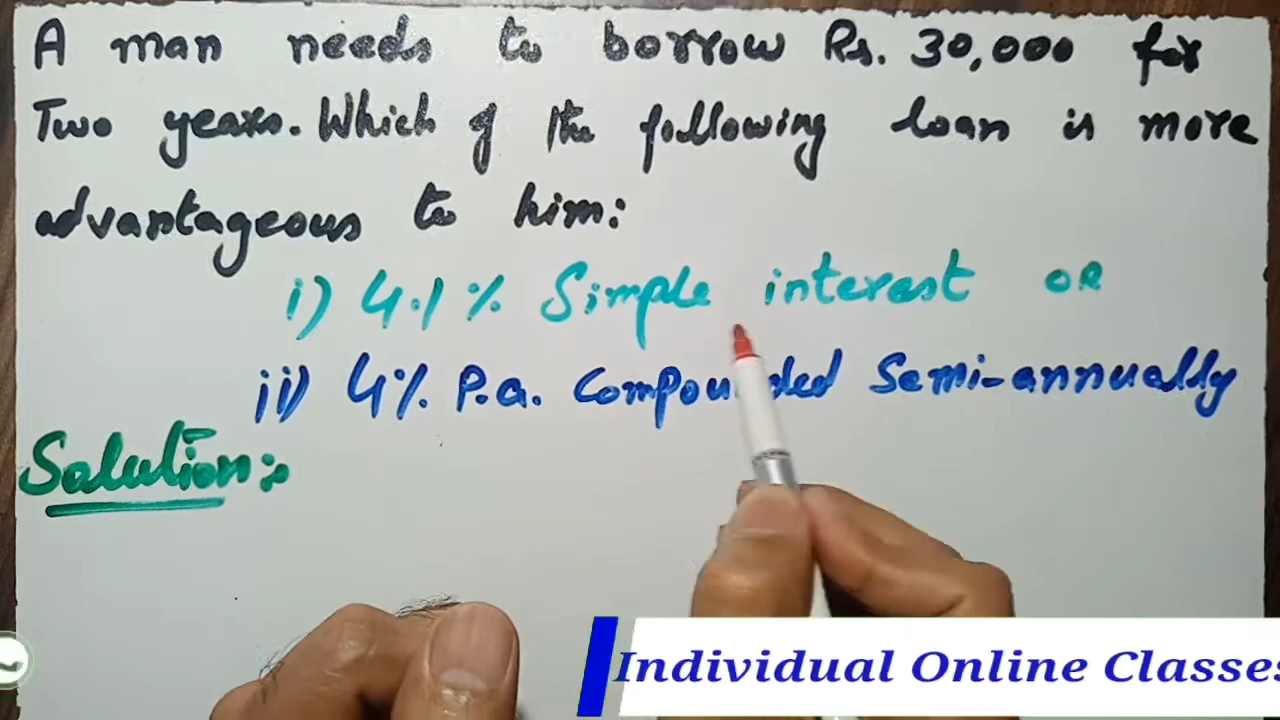 A man needs to borrow Rs. 30,000 for
Two years. Which of the following loan is more
advantageous to him:
i) 4.1% Simple interest OR
ii) 4% P.a. Compounded Semi-annually
Solution:
Individual Online Classes